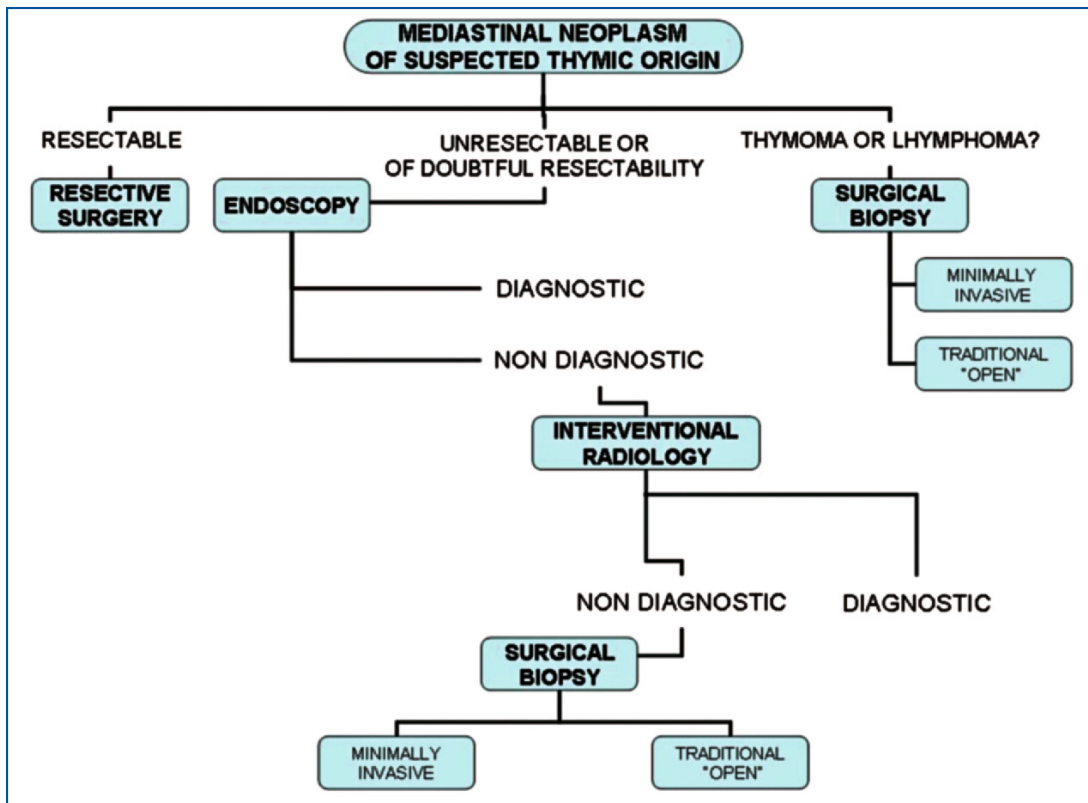 MEDIASTINAL NEOPLASM
OF SUSPECTED THYMIC ORIGIN
RESECTABLE
UNRESECTABLE OR
OF DOUBTFUL RESECTABILITY
THYMOMA OR LHYMPHOMA?
RESECTIVE
SURGERY
ENDOSCOPY
SURGICAL
BIOPSY
MINIMALLY
INVASIVE
TRADITIONAL
"OPEN"
DIAGNOSTIC
NON DIAGNOSTIC
INTERVENTIONAL
RADIOLOGY
NON DIAGNOSTIC
DIAGNOSTIC
SURGICAL
BIOPSY
MINIMALLY
INVASIVE
TRADITIONAL
"OPEN"